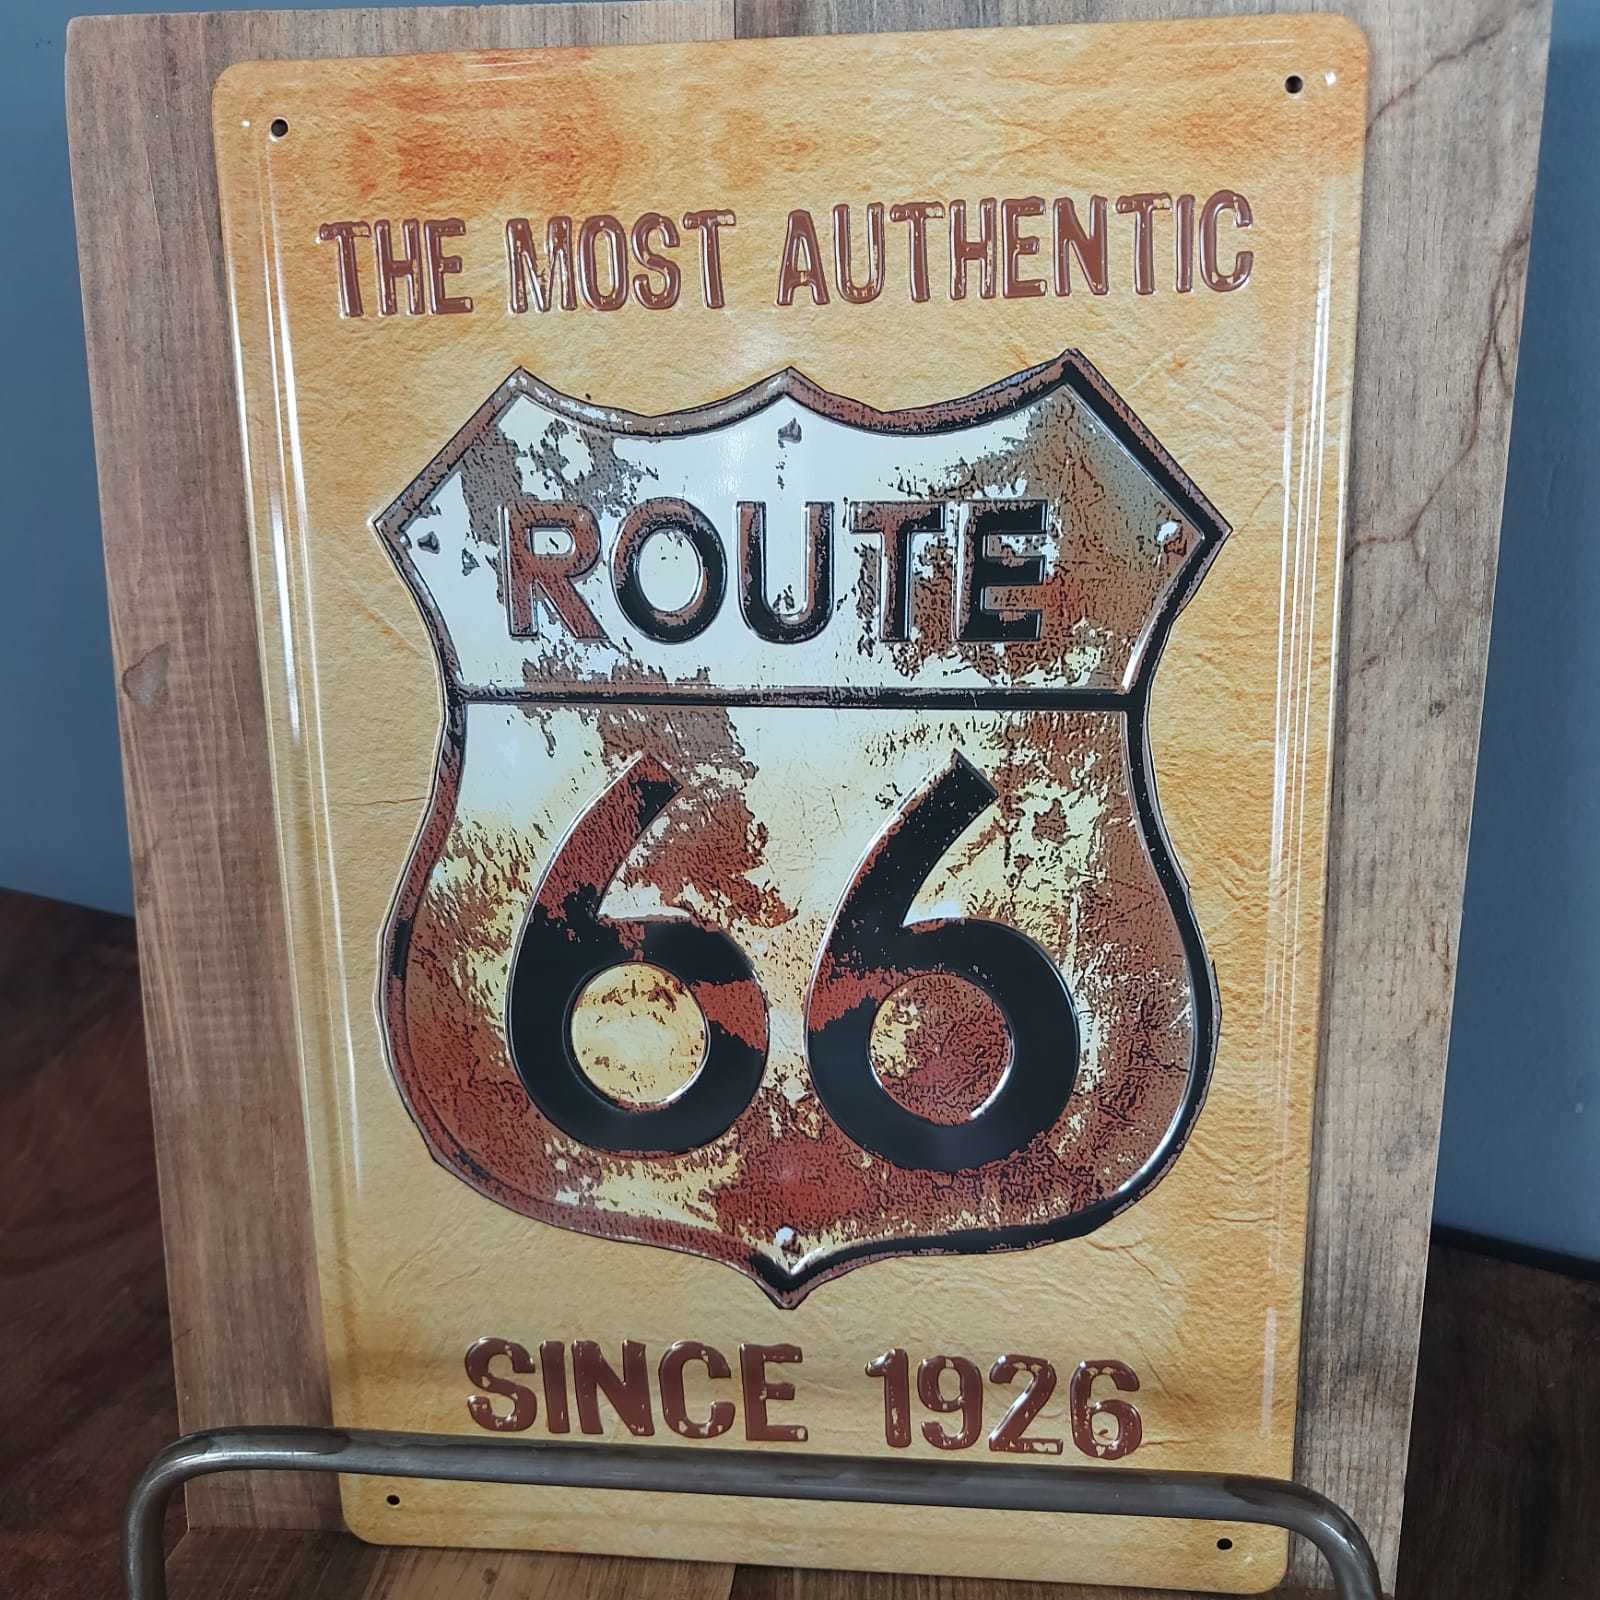 THE MOST AUTHENTIC
ROUTE
66
SINCE 1926